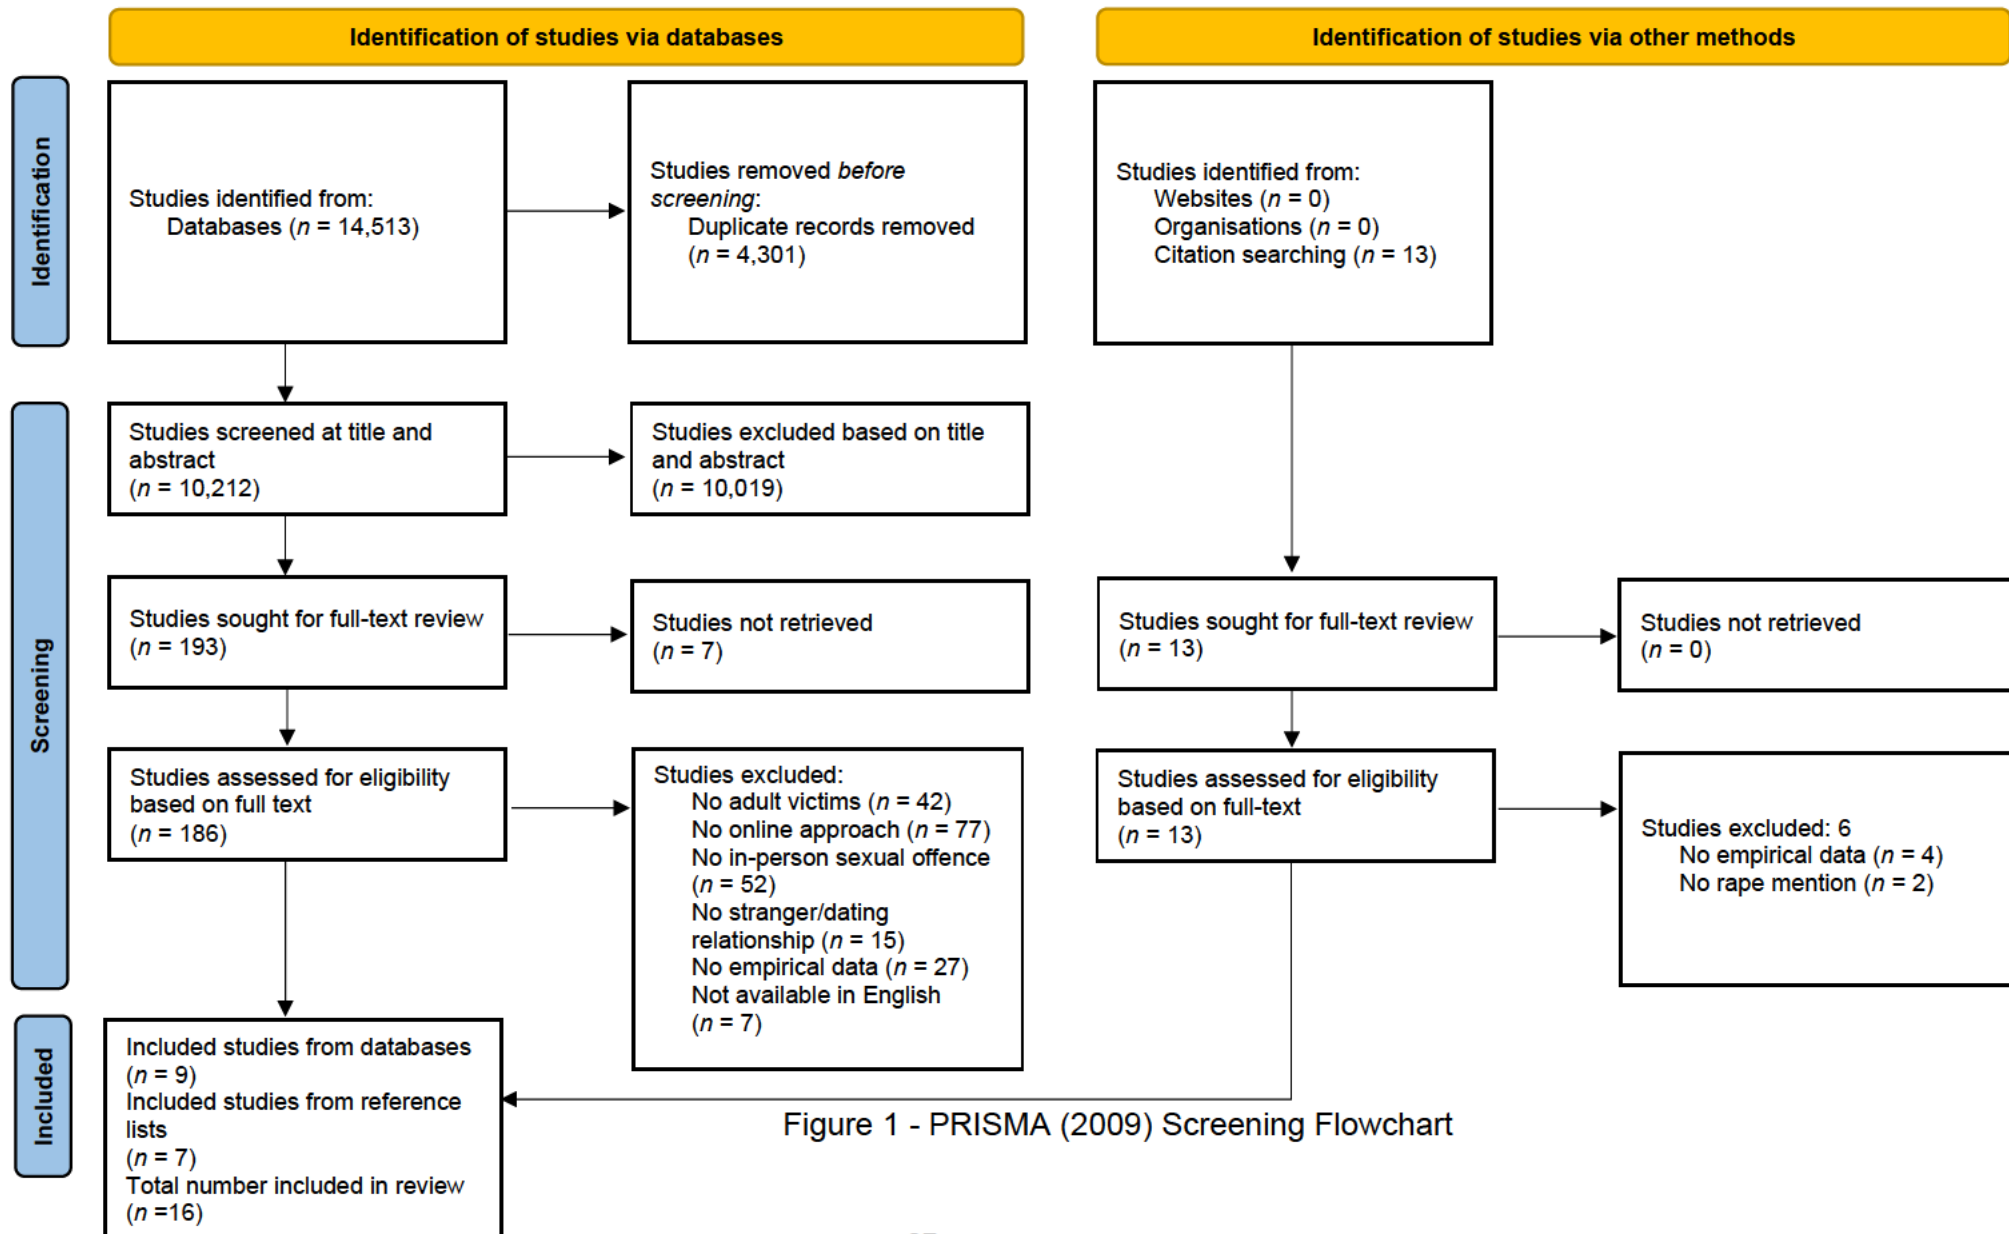 Identification of studies via databases
Identification of studies via other methods
Identification
Studies identified from:
Databases (n = 14,513)
Studies removed before
screening:
Duplicate records removed
(n = 4,301)
Studies identified from:
Websites (n = 0)
Organisations (n = 0)
Citation searching (n = 13)
Screening
Studies screened at title and
abstract
(n = 10,212)
Studies excluded based on title
and abstract
(n = 10,019)
Studies sought for full-text review
(n = 193)
Studies not retrieved
(n = 7)
Studies sought for full-text review
(n = 13)
Studies not retrieved
(n = 0)
Studies assessed for eligibility
based on full text
(n = 186)
Studies excluded:
No adult victims (n = 42)
No online approach (n = 77)
No in-person sexual offence
(n = 52)
No stranger/dating
relationship (n = 15)
No empirical data (n = 27)
Not available in English
(n = 7)
Studies assessed for eligibility
based on full-text
(n = 13)
Studies excluded: 6
No empirical data (n = 4)
No rape mention (n = 2)
Included
Included studies from databases
(n = 9)
Included studies from reference
lists
(n = 7)
Total number included in review
(n =16)
Figure 1 - PRISMA (2009) Screening Flowchart